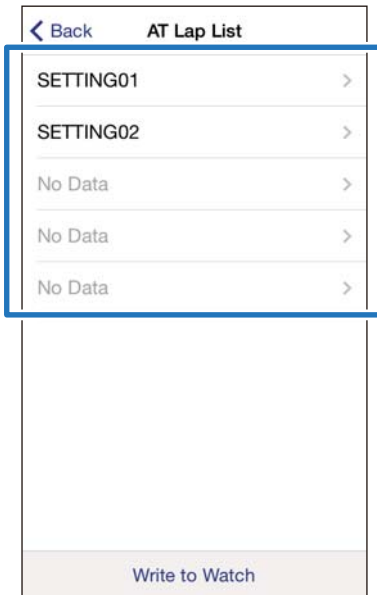 Back AT Lap List
SETTING01
SETTING02
No Data
No Data
No Data
Write to Watch